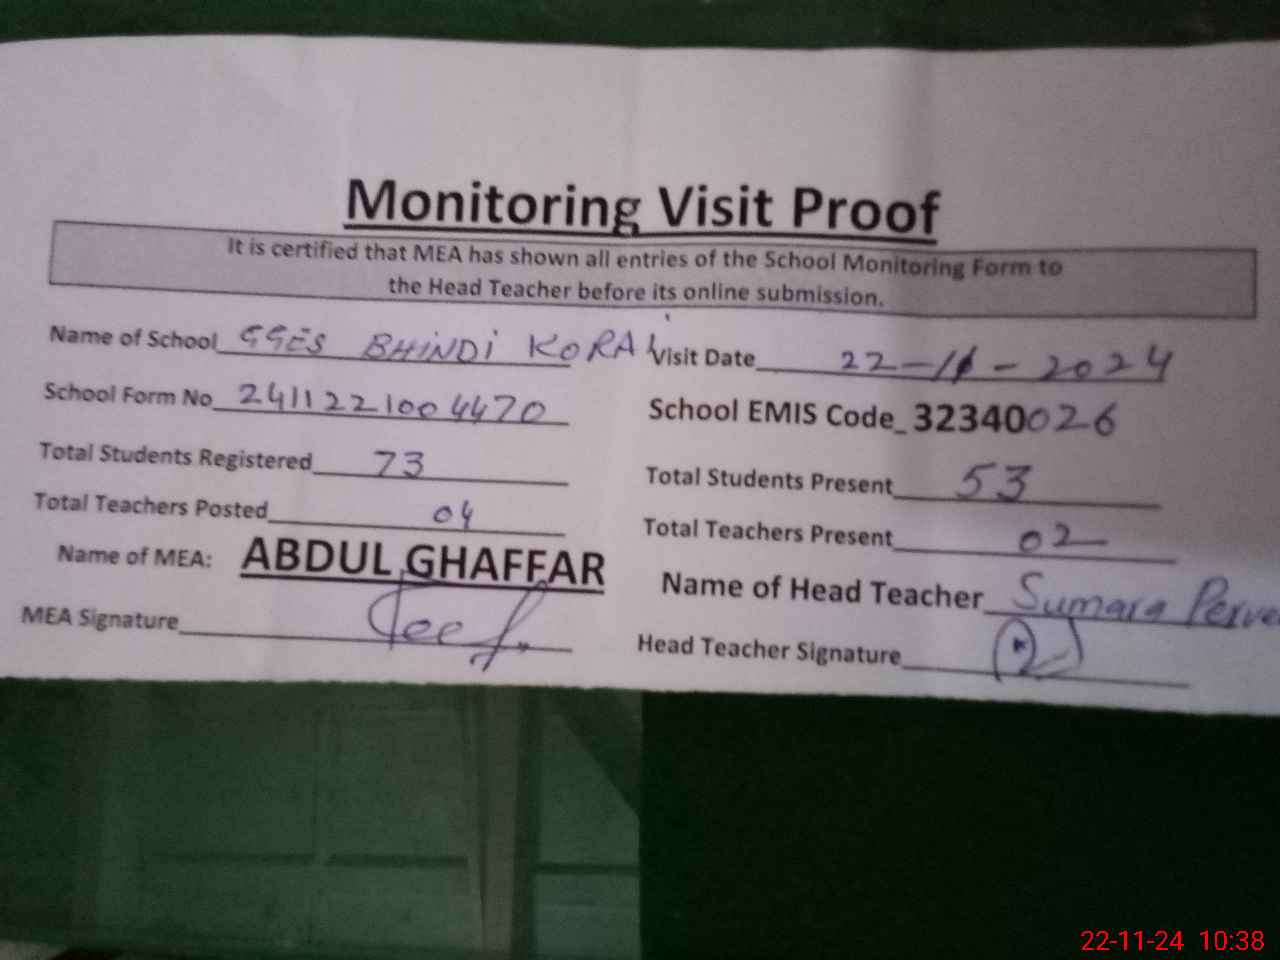 Monitoring Visit Proof
It is certified that MEA has shown all entries of the School Monitoring Form to
the Head Teacher before its online submission.
Name of School GGES BHINDI KORAI Visit Date 22-11-2024
School Form No 2411221004470 School EMIS Code_ 32340026
Total Students Registered 73 Total Students Present 53
Total Teachers Posted 04 Total Teachers Present 02
Name of MEA: ABDUL GHAFFAR Name of Head Teacher Sumara
MEA Signature Head Teacher Signature
22-11-24 10:38